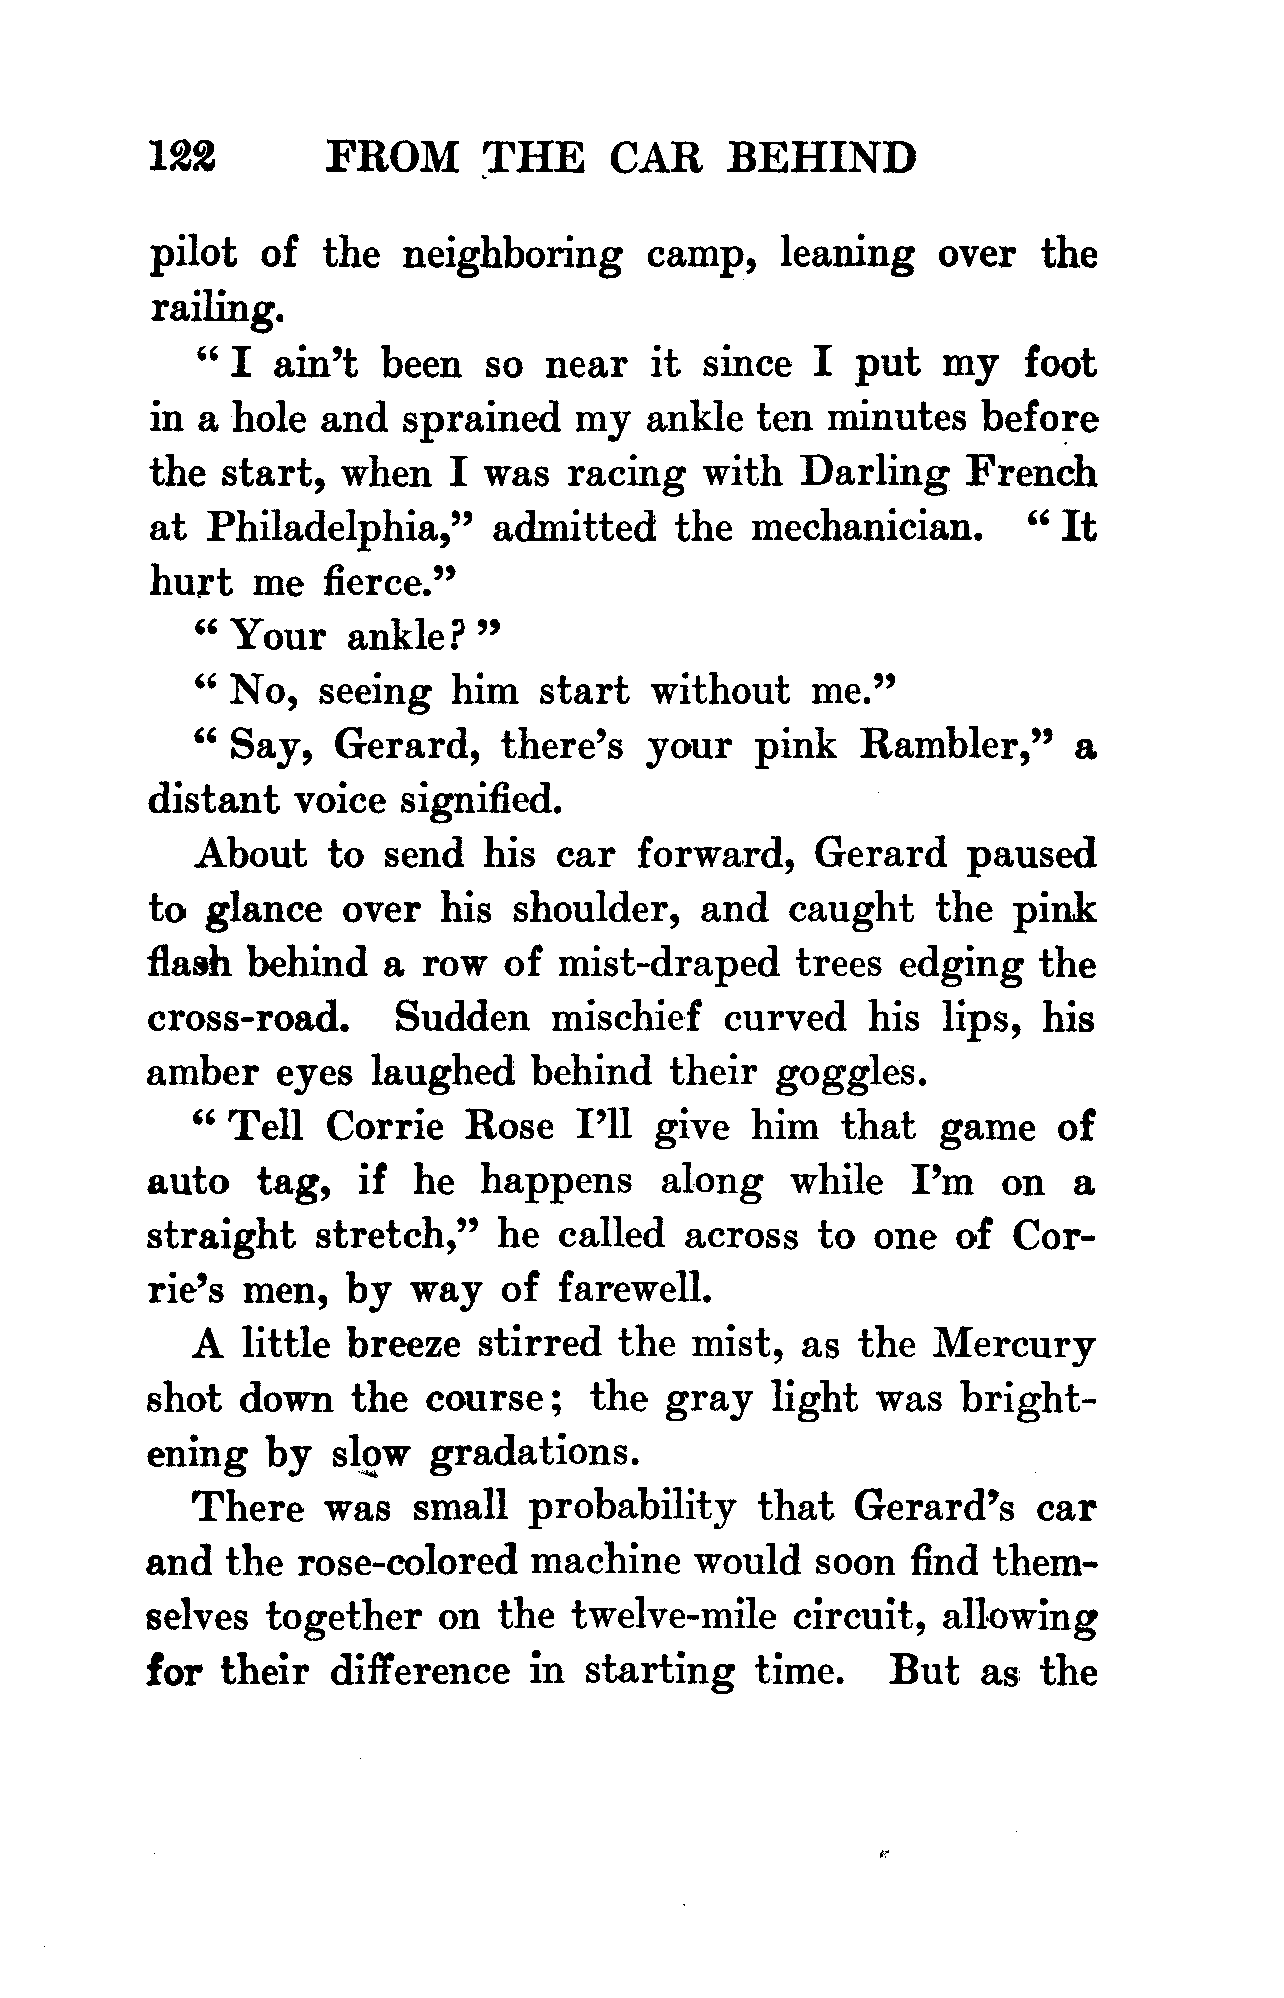 122 FROM THE CAR BEHIND
pilot of the neighboring camp, leaning over the
railing.
“ I ain’t been so near it since I put my foot
in a hole and sprained my ankle ten minutes before
the start, when I was racing with Darling French
at Philadelphia,” admitted the mechanician. “ It
hurt me fierce.”
“ Your ankle? ”
“ No, seeing him start without me.”
“ Say, Gerard, there’s your pink Rambler,” a
distant voice signified.
About to send his car forward, Gerard paused
to glance over his shoulder, and caught the pink
flash behind a row of mist-draped trees edging the
cross-road. Sudden mischief curved his lips, his
amber eyes laughed behind their goggles.
“ Tell Corrie Rose I’ll give him that game of
auto tag, if he happens along while I’m on a
straight stretch,” he called across to one of Cor-
rie’s men, by way of farewell.
A little breeze stirred the mist, as the Mercury
shot down the course; the gray light was bright-
ening by slow gradations.
There was small probability that Gerard’s car
and the rose-colored machine would soon find them-
selves together on the twelve-mile circuit, allowing
for their difference in starting time. But as the